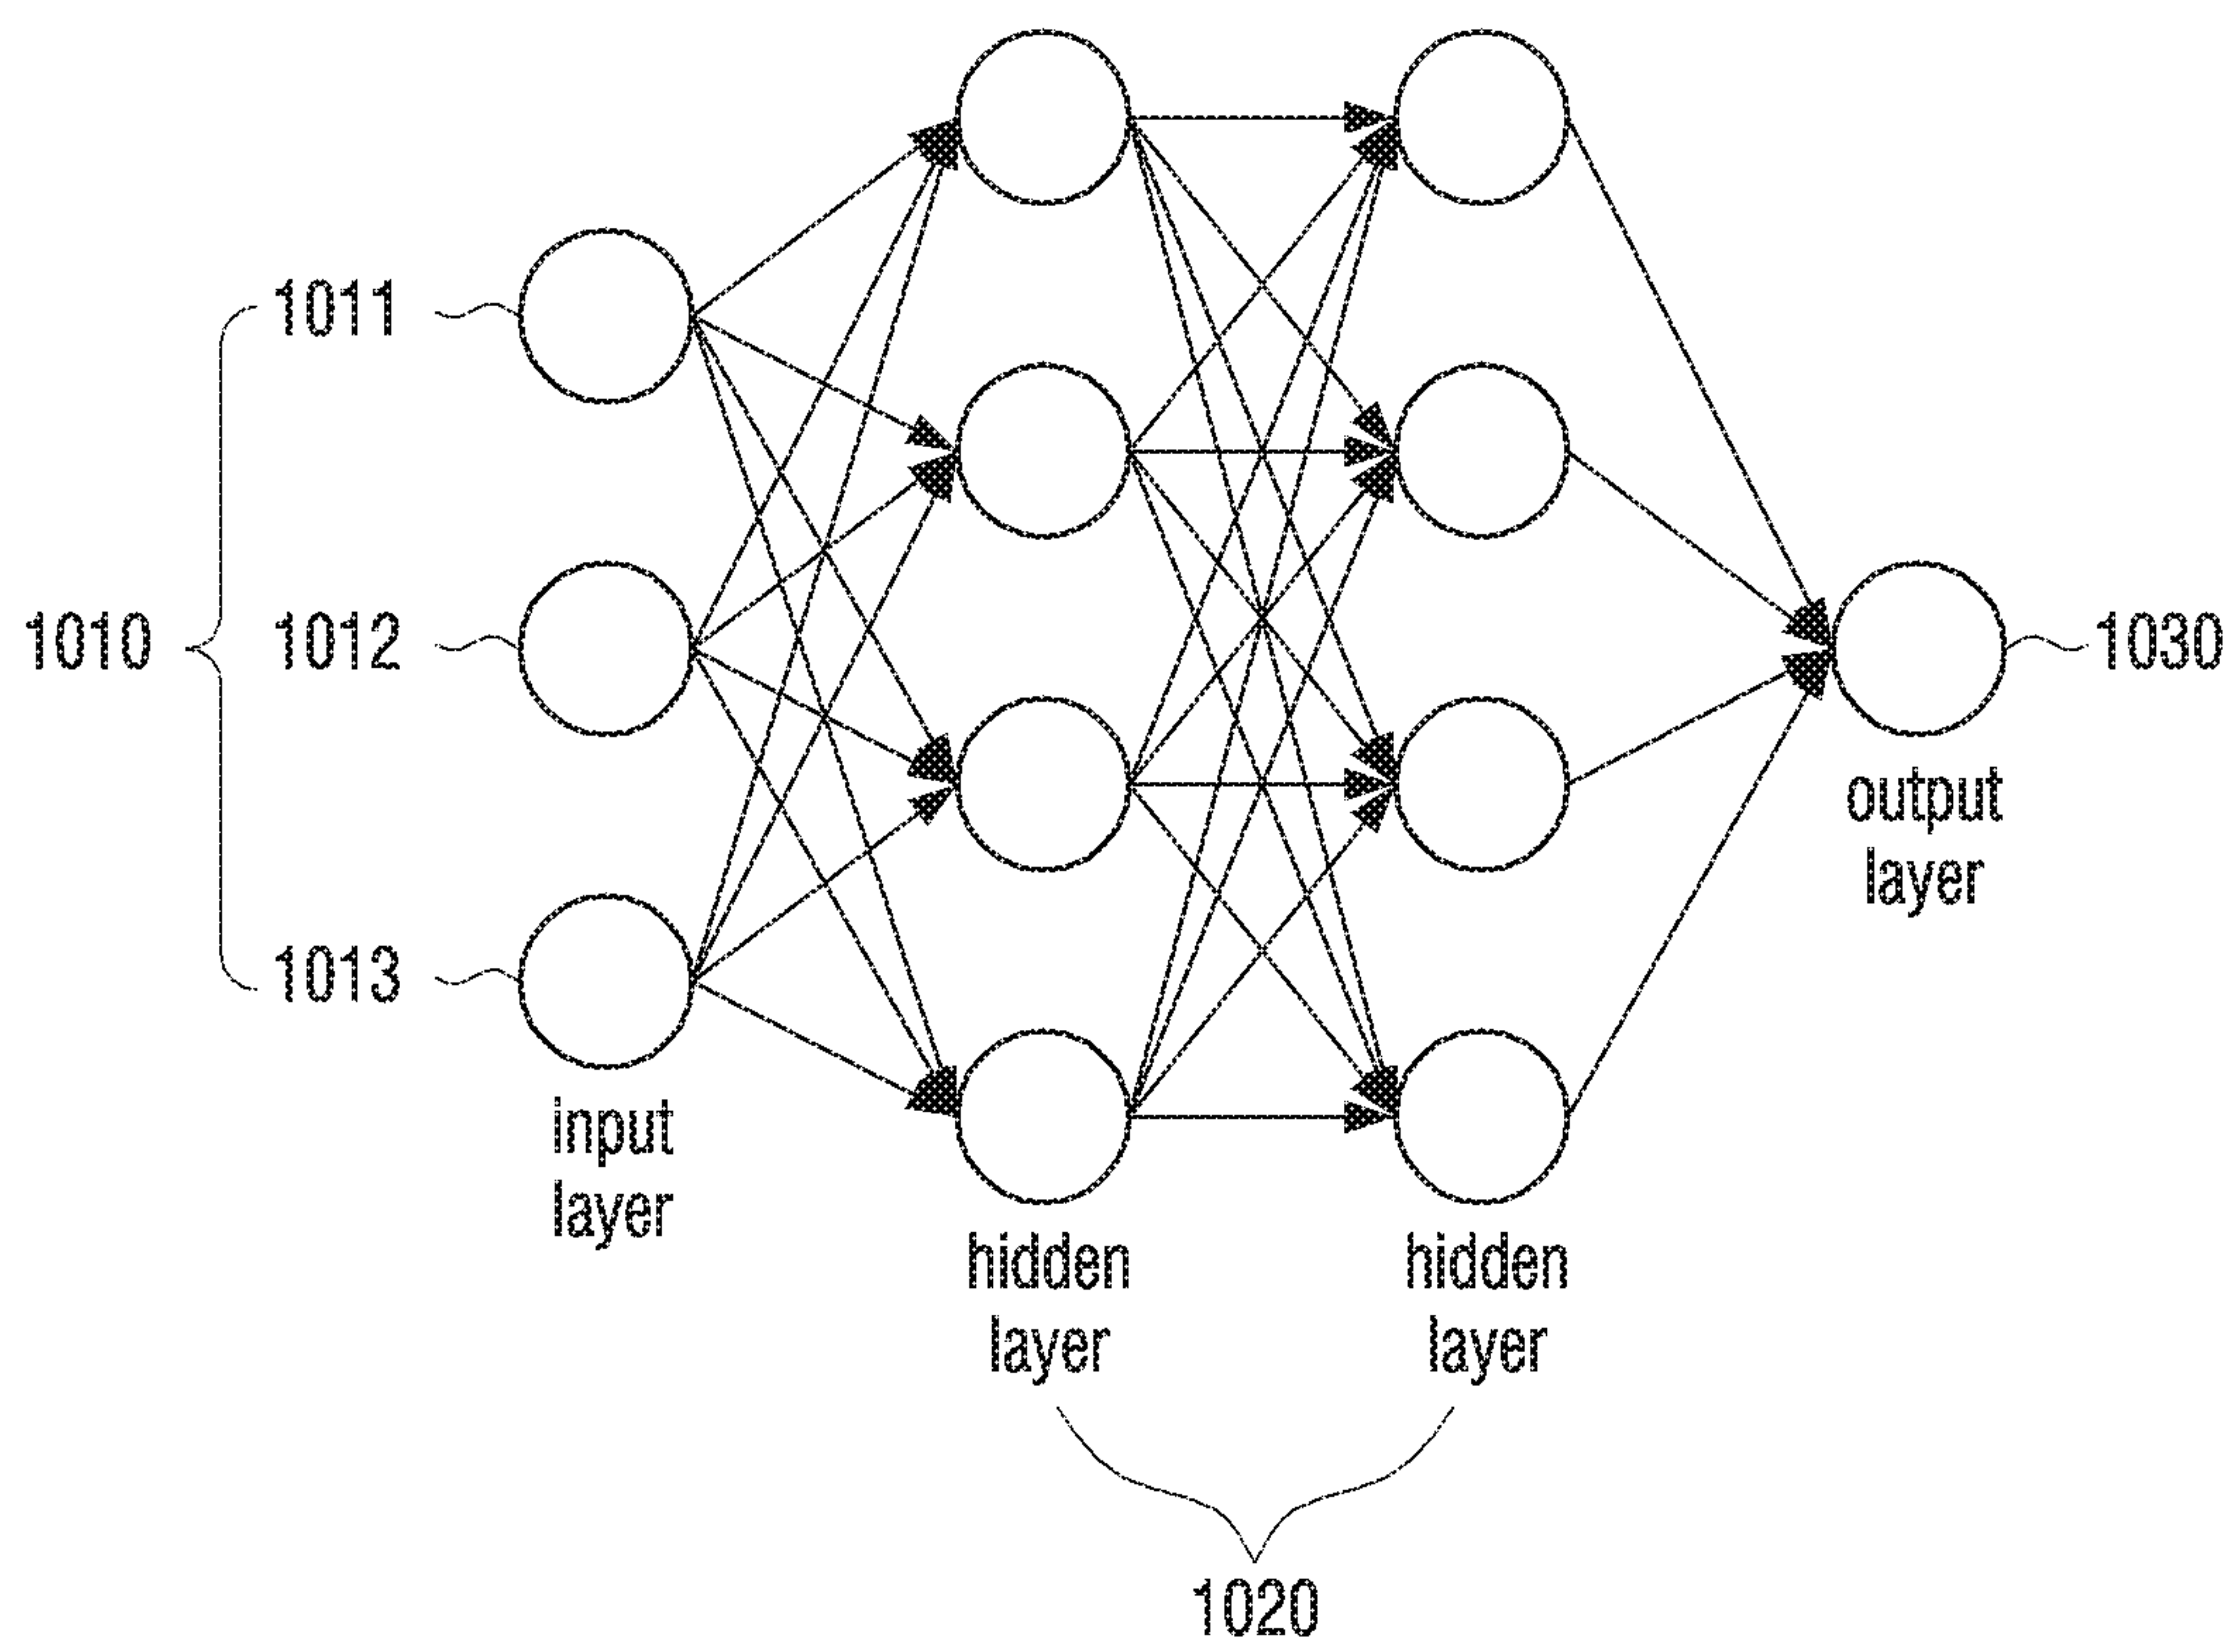 1011
1010
1012
1030
output
layer
1013
input
layer
hidden
layer
hidden
layer
1020